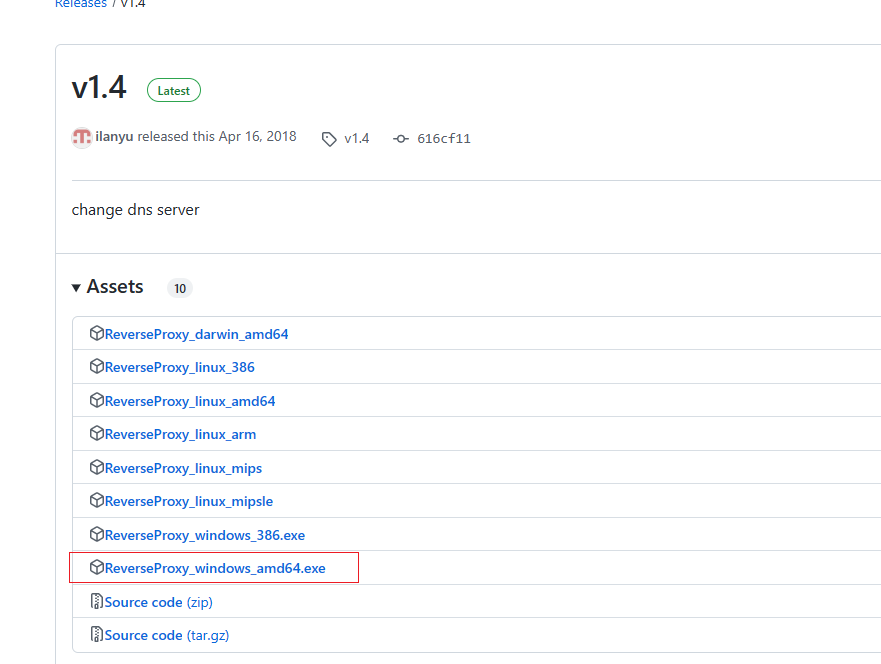 Releases / v1.4
v1.4 Latest
ilanyu released this Apr 16, 2018 v1.4 616cf11
change dns server
Assets 10
ReverseProxy_darwin_amd64
ReverseProxy_linux_386
ReverseProxy_linux_amd64
ReverseProxy_linux_arm
ReverseProxy_linux_mips
ReverseProxy_linux_mipsle
ReverseProxy_windows_386.exe
ReverseProxy_windows_amd64.exe
Source code (zip)
Source code (tar.gz)